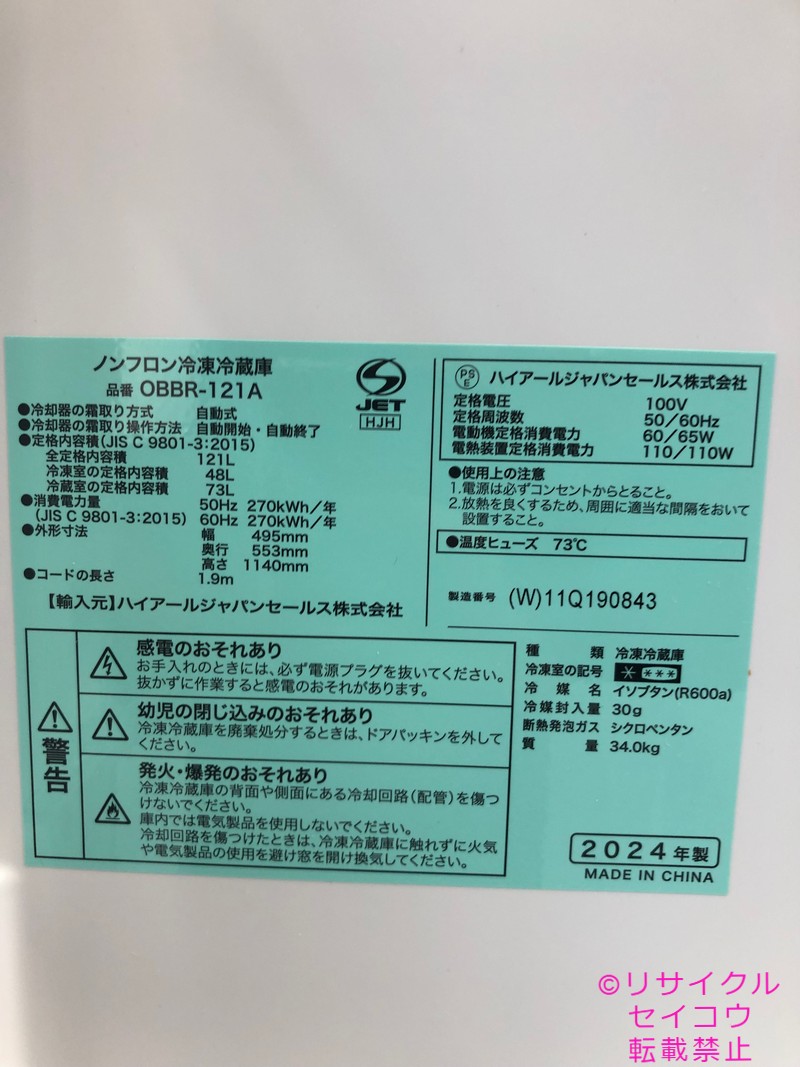 ノンフロン冷凍冷蔵庫
品番 OBBR-121A
●冷却器の霜取り方式 自動式
●冷却器の霜取り操作方法 自動開始・自動終了
●定格内容積(JIS C 9801-3:2015)
全定格内容積 121L
冷凍室の定格内容積 48L
冷蔵室の定格内容積 73L
●消費電力量 50Hz 270kWh/年
(JIS C 9801-3:2015) 60Hz 270kWh/年
●外形寸法 幅 495mm
奥行 553mm
高さ 1140mm
●コードの長さ 1.9m
【輸入元】ハイアールジャパンセールス株式会社
JET
HJH
PSE ハイアールジャパンセールス株式会社
定格電圧 100V
定格周波数 50/60Hz
電動機定格消費電力 60/65W
電熱装置定格消費電力 110/110W
●使用上の注意
1.電源は必ずコンセントからとること。
2.放熱を良くするため、周囲に適当な間隔をおいて
設置すること。
●温度ヒューズ 73℃
製造番号 (W)11Q190843
警告
感電のおそれあり
お手入れのときには、必ず電源プラグを抜いてください。
抜かずに作業すると感電のおそれがあります。
幼児の閉じ込めのおそれあり
冷凍冷蔵庫を廃棄処分するときは、ドアパッキンを外して
ください。
発火・爆発のおそれあり
冷凍冷蔵庫の背面や側面にある冷却回路(配管)を傷つ
けないでください。
庫内では電気製品を使用しないでください。
冷却回路を傷つけたときは、冷凍冷蔵庫に触れずに火気
や電気製品の使用を避け窓を開け換気してください。
種類 冷凍冷蔵庫
冷凍室の記号 * ***
冷媒名 イソブタン(R600a)
冷媒封入量 30g
断熱発泡ガス シクロペンタン
質量 34.0kg
2024年製
MADE IN CHINA
©リサイクル
セイコウ
転載禁止